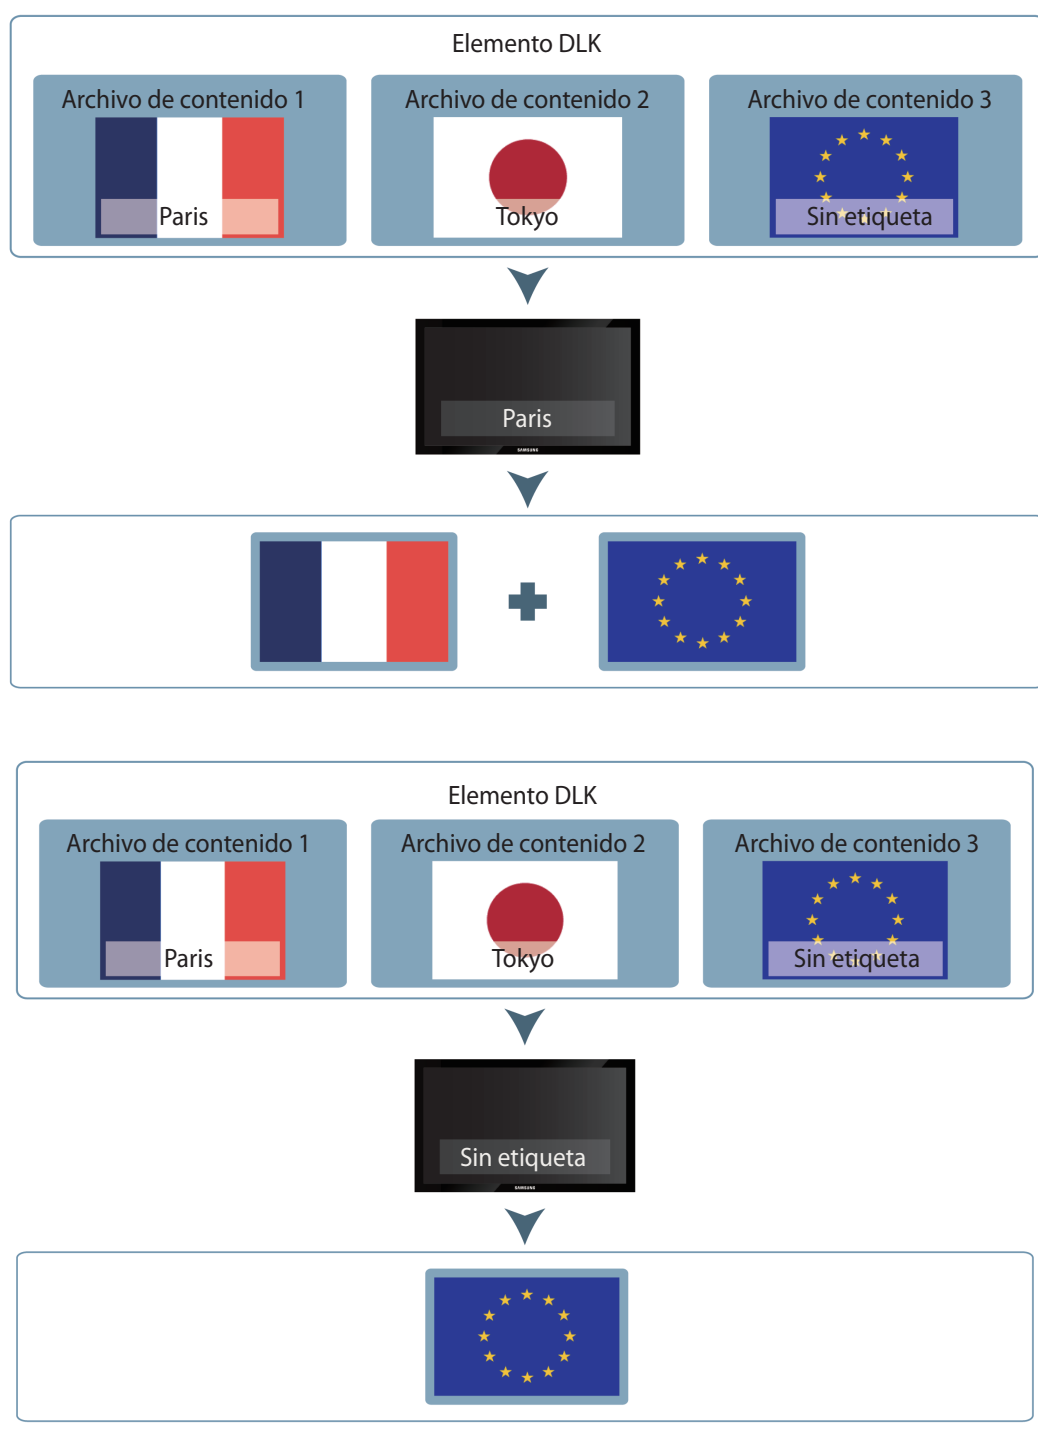 Elemento DLK
Archivo de contenido 1
Archivo de contenido 2
Archivo de contenido 3
Paris
Tokyo
Sin etiqueta
Paris
SAMSUNG
Elemento DLK
Archivo de contenido 1
Archivo de contenido 2
Archivo de contenido 3
Paris
Tokyo
Sin etiqueta
Sin etiqueta
SAMSUNG